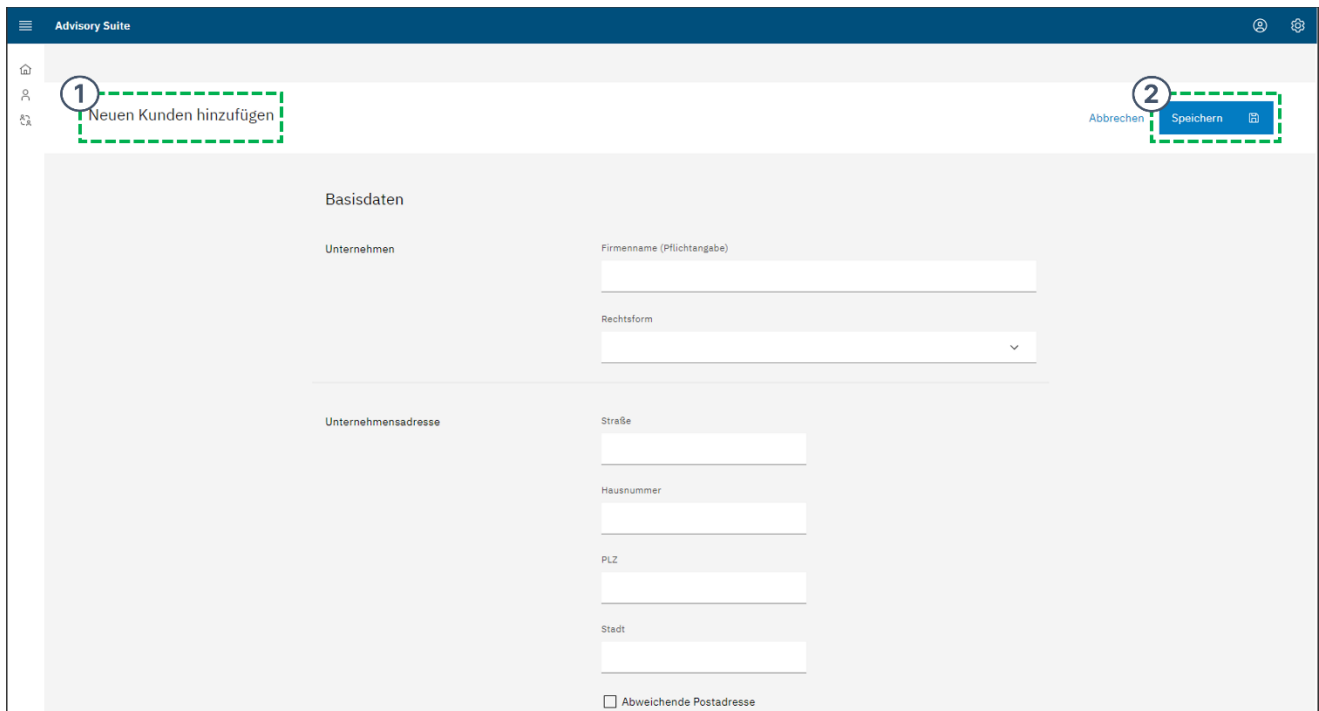 Advisory Suite
1
Neuen Kunden hinzufügen
2
Abbrechen
Speichern
Basisdaten
Unternehmen
Firmenname (Pflichtangabe)
Rechtsform
Unternehmensadresse
Straße
Hausnummer
PLZ
Stadt
Abweichende Postadresse